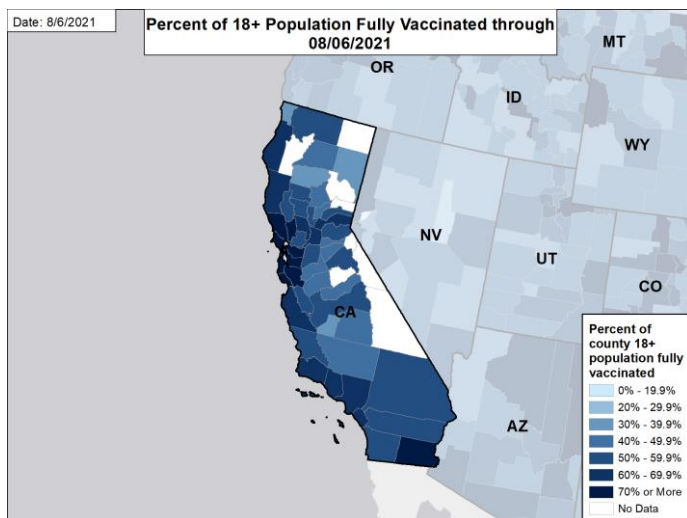 Date: 8/6/2021
Percent of 18+ Population Fully Vaccinated through
08/06/2021
MT
OR
ID
WY
NV
UT
CO
CA
AZ
Percent of
county 18+
population fully
vaccinated
0% - 19.9%
20% - 29.9%
30% - 39.9%
40% - 49.9%
50% - 59.9%
60% - 69.9%
70% or More
No Data